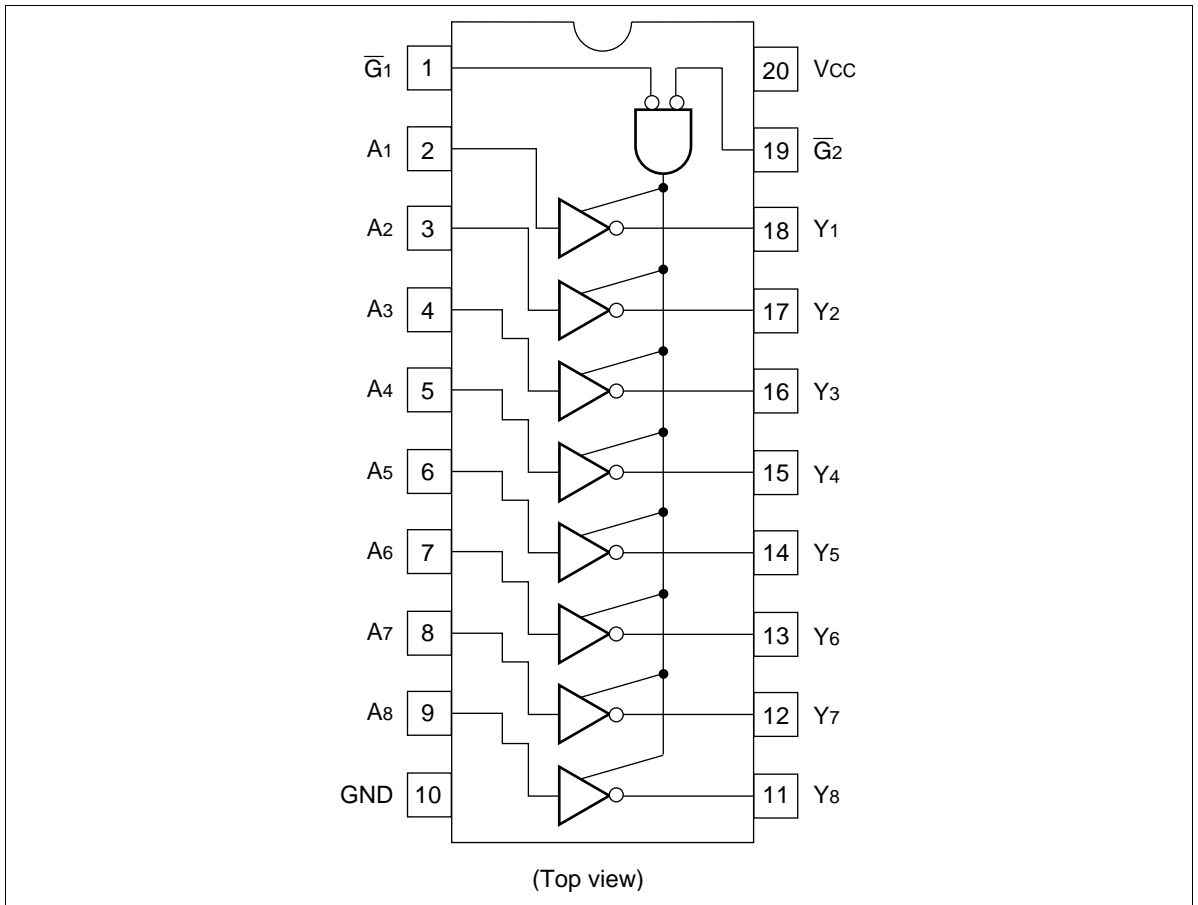 G̅1 1 20 VCC
A1 2 19 G̅2
A2 3 18 Y1
A3 4 17 Y2
A4 5 16 Y3
A5 6 15 Y4
A6 7 14 Y5
A7 8 13 Y6
A8 9 12 Y7
GND 10 11 Y8
(Top view)